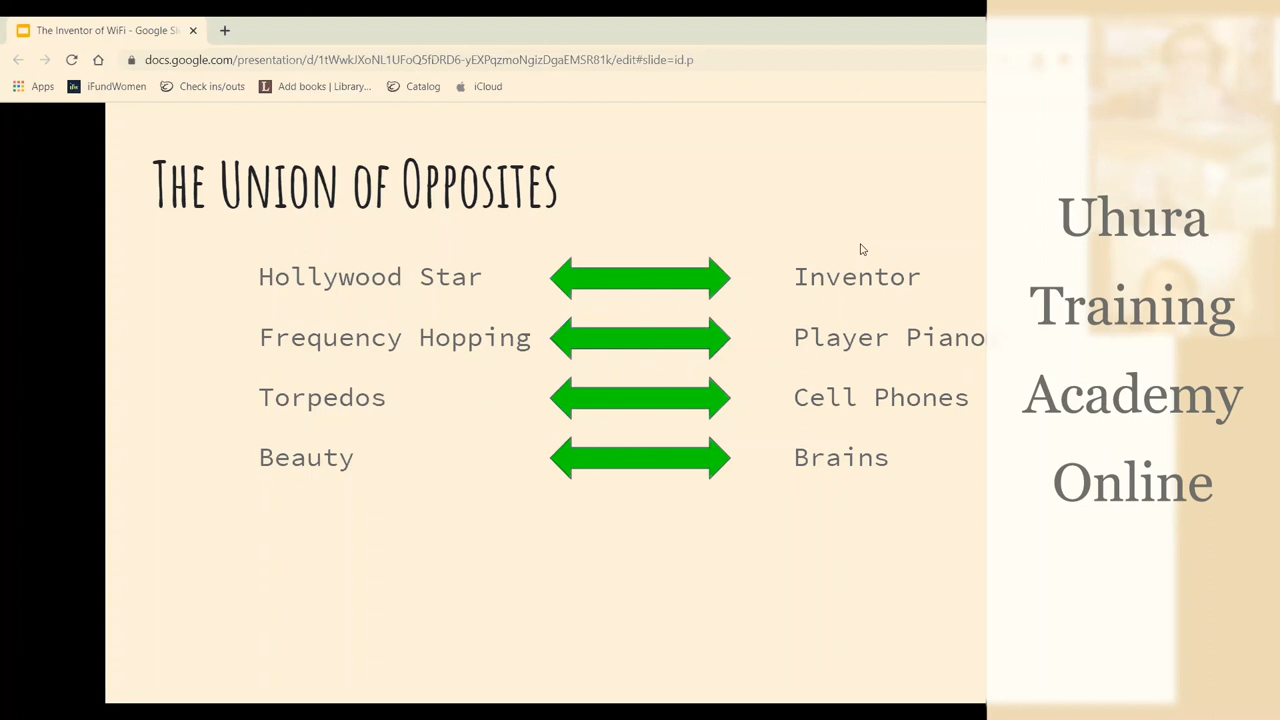 The Inventor of WiFi - Google Sl
docs.google.com/presentation/d/1tWwkJXoNL1UFoQ5fDRD6-yEXPqzmoNgizDgaEMSR81k/edit#slide=id.p
Apps
iFundWomen
Check ins/outs
Add books | Library...
Catalog
iCloud
The Union of Opposites
Hollywood Star Inventor
Frequency Hopping Player Piano
Torpedos Cell Phones
Beauty Brains
Uhura
Training
Academy
Online